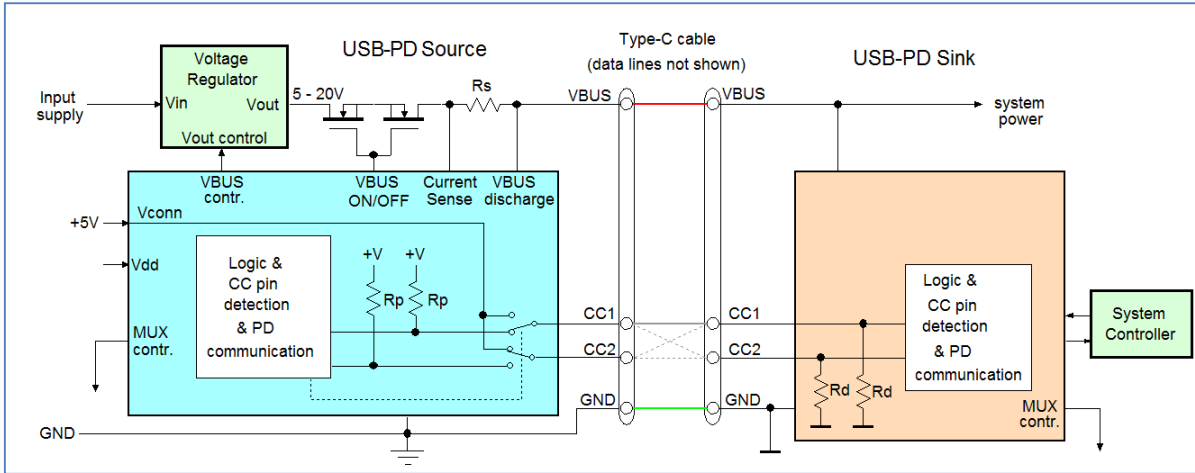 USB-PD Source
Type-C cable
(data lines not shown)
USB-PD Sink
Voltage
Regulator
Vin
Vout
Vout control
Input
supply
5 - 20V
Rs
VBUS
VBUS
system
power
VBUS
contr.
VBUS
ON/OFF
Current
Sense
VBUS
discharge
+5V
Vconn
Vdd
MUX
contr.
Logic &
CC pin
detection
& PD
communication
+V
+V
Rp
Rp
CC1
CC2
GND
CC1
CC2
GND
Rd
Rd
Logic &
CC pin
detection
& PD
communication
MUX
contr.
System
Controller
GND